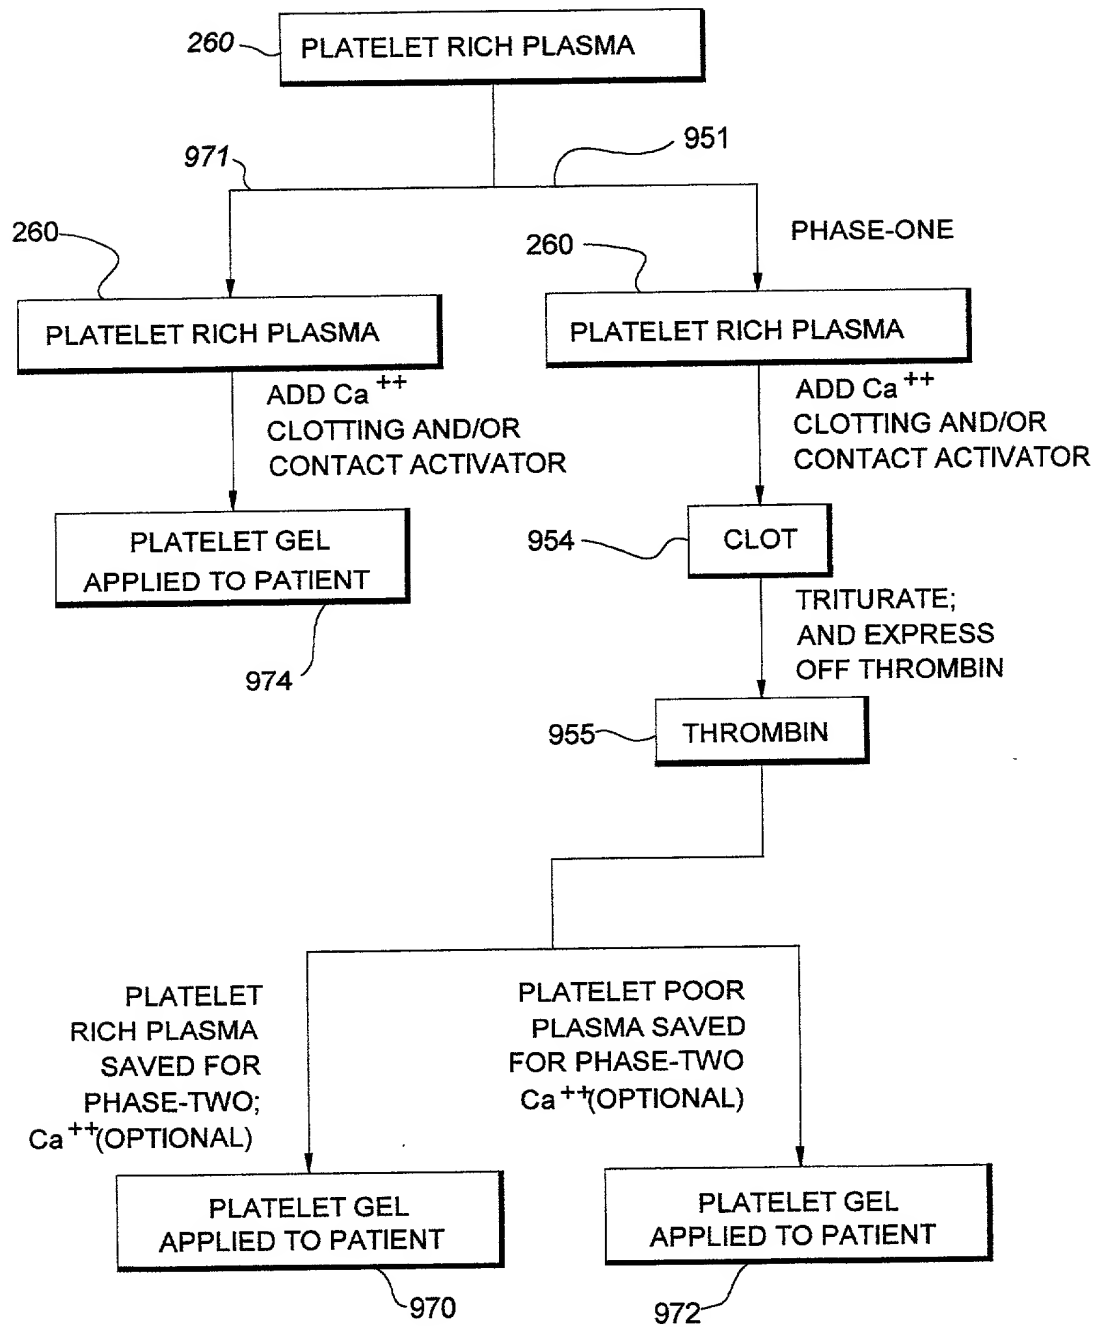 260
PLATELET RICH PLASMA
971
951
PHASE-ONE
260
260
PLATELET RICH PLASMA
PLATELET RICH PLASMA
ADD Ca++
CLOTTING AND/OR
CONTACT ACTIVATOR
ADD Ca++
CLOTTING AND/OR
CONTACT ACTIVATOR
PLATELET GEL
APPLIED TO PATIENT
974
954
CLOT
TRITURATE;
AND EXPRESS
OFF THROMBIN
955
THROMBIN
PLATELET
RICH PLASMA
SAVED FOR
PHASE-TWO;
Ca++(OPTIONAL)
PLATELET POOR
PLASMA SAVED
FOR PHASE-TWO
Ca++(OPTIONAL)
PLATELET GEL
APPLIED TO PATIENT
970
PLATELET GEL
APPLIED TO PATIENT
972